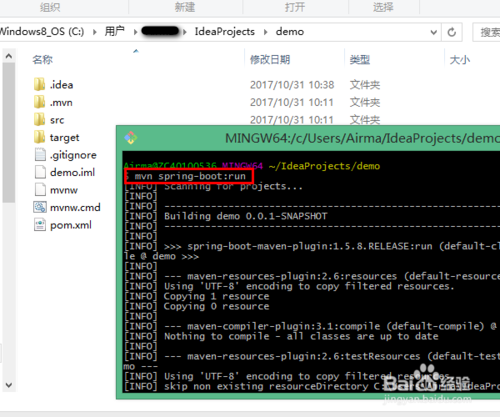 组织
新建
打开
Windows8_OS (C:)
用户
IdeaProjects
demo
搜索
修改日期
类型
大小
.idea
2017/10/31 10:38
文件夹
.mvn
2017/10/31 10:11
文件夹
src
2017/10/31 10:11
文件夹
target
.gitignore
demo.iml
mvnw
mvnw.cmd
pom.xml
MINGW64:/c/Users/Airma/IdeaProjects/demo
Airma@ZCA0100536 MINGW64 ~/IdeaProjects/demo
$ mvn spring-boot:run
[INFO] Scanning for projects...
[INFO]
[INFO] ------------------------------------------------
[INFO] Building demo 0.0.1-SNAPSHOT
[INFO] ------------------------------------------------
[INFO]
[INFO] >>> spring-boot-maven-plugin:1.5.8.RELEASE:run (default-cl
le @ demo >>>
[INFO]
[INFO] --- maven-resources-plugin:2.6:resources (default-resource
[INFO] Using 'UTF-8' encoding to copy filtered resources.
[INFO] Copying 1 resource
[INFO] Copying 0 resource
[INFO]
[INFO] --- maven-compiler-plugin:3.1:compile (default-compile) @
[INFO] Nothing to compile - all classes are up to date
[INFO]
[INFO] --- maven-resources-plugin:2.6:testResources (default-test
mo ---
[INFO] Using 'UTF-8' encoding to copy filtered resources.
[INFO] skip non existing resourceDirectory C:
Baidu经验
jingyan.baidu.com